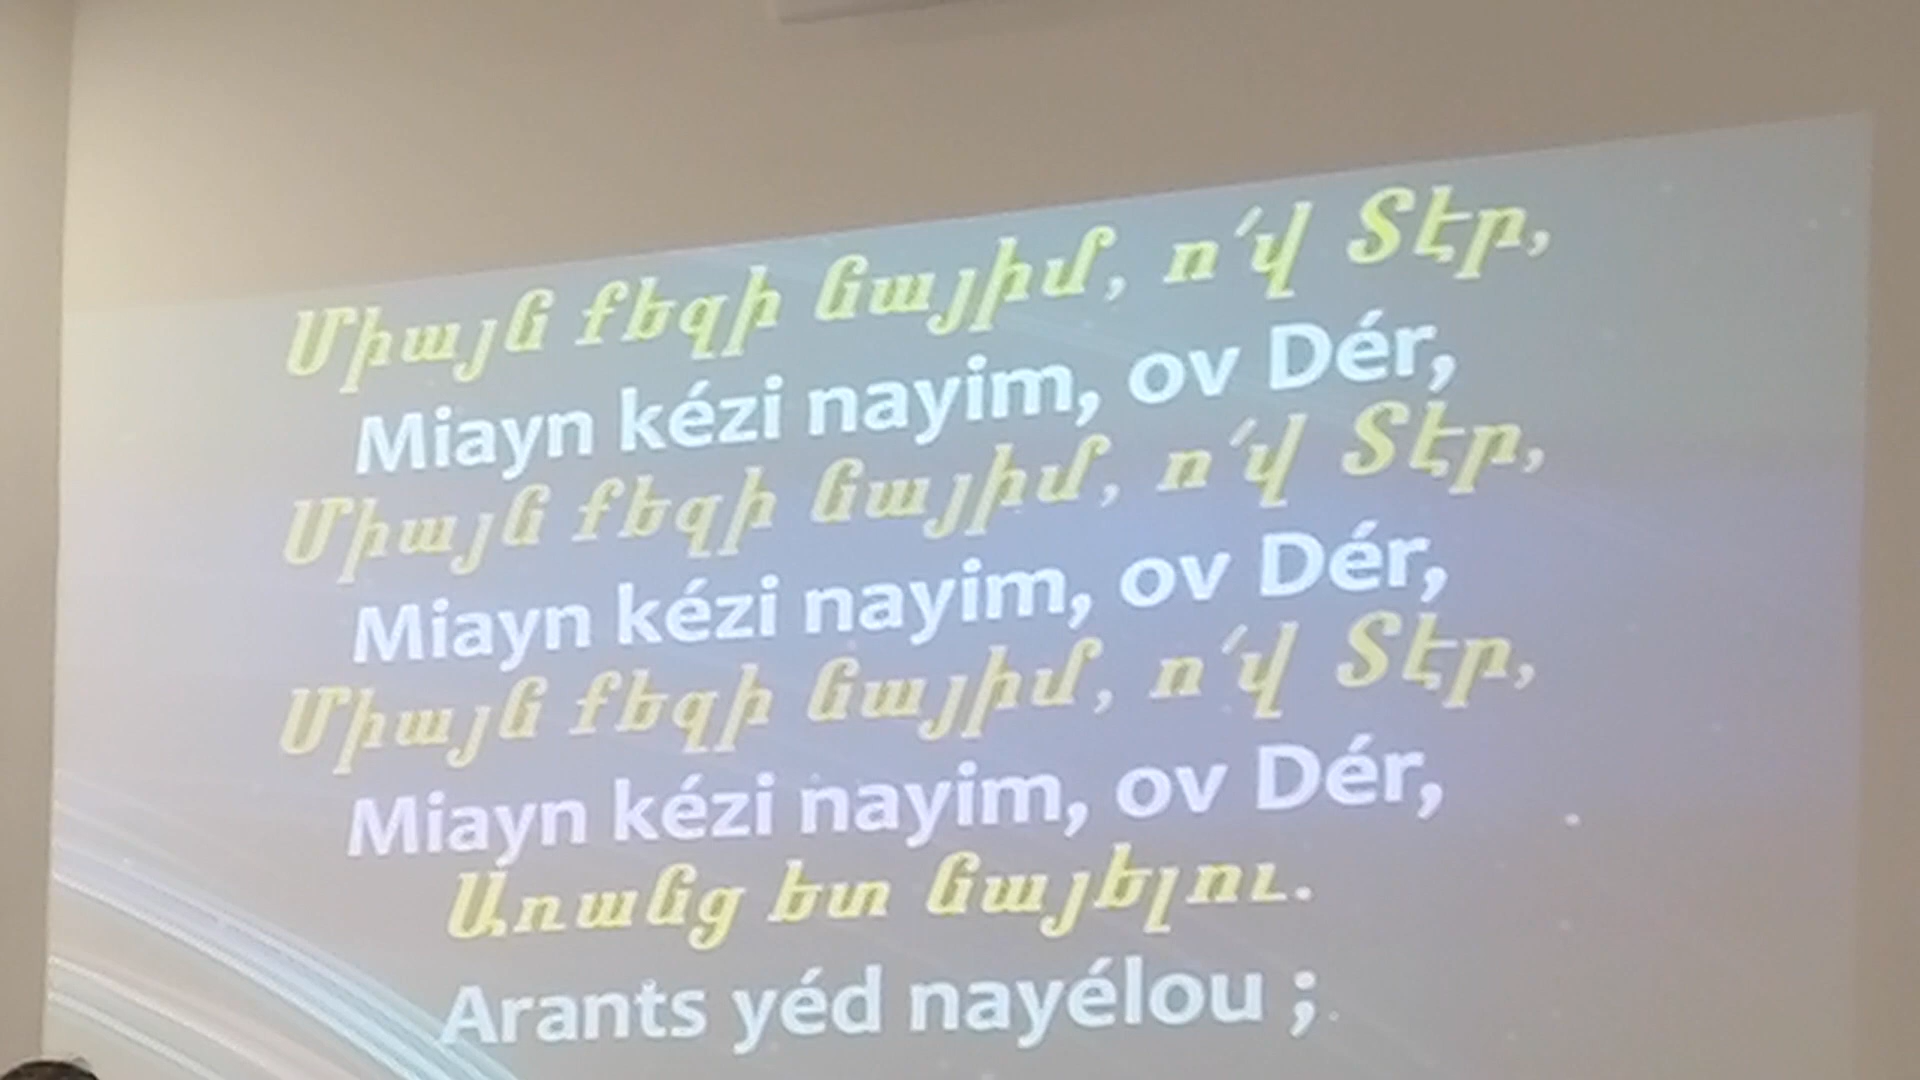 Միայն քեզի նայիմ, ո՛վ Տէր,
Miayn kézi nayim, ov Dér,
Միայն քեզի նայիմ, ո՛վ Տէր,
Miayn kézi nayim, ov Dér,
Միայն քեզի նայիմ, ո՛վ Տէր,
Miayn kézi nayim, ov Dér,
Առանց ետ նայելու.
Arants yéd nayélou ;